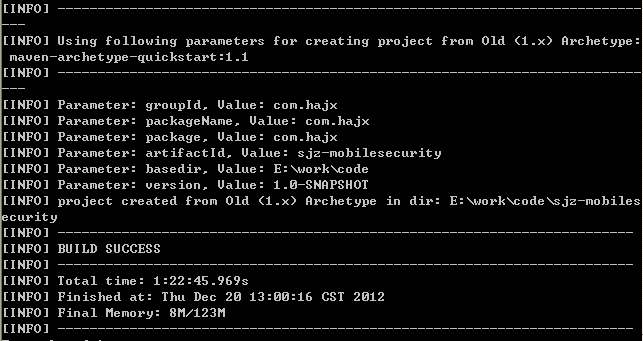 [INFO] ------------------------------------------------------------------------
---
[INFO] Using following parameters for creating project from Old (1.x) Archetype:
 maven-archetype-quickstart:1.1
[INFO] ------------------------------------------------------------------------
---
[INFO] Parameter: groupId, Value: com.hajx
[INFO] Parameter: packageName, Value: com.hajx
[INFO] Parameter: package, Value: com.hajx
[INFO] Parameter: artifactId, Value: sjz-mobilesecurity
[INFO] Parameter: basedir, Value: E:\work\code
[INFO] Parameter: version, Value: 1.0-SNAPSHOT
[INFO] project created from Old (1.x) Archetype in dir: E:\work\code\sjz-mobiles
ecurity
[INFO] ------------------------------------------------------------------------
[INFO] BUILD SUCCESS
[INFO] ------------------------------------------------------------------------
[INFO] Total time: 1:22:45.969s
[INFO] Finished at: Thu Dec 20 13:00:16 CST 2012
[INFO] Final Memory: 8M/123M
[INFO] ------------------------------------------------------------------------